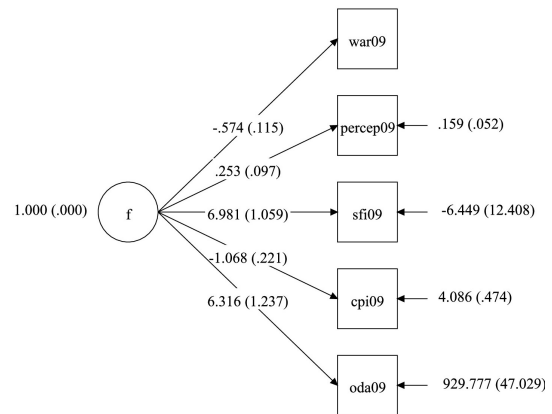 war09
-.574 (.115)
percep09
.159 (.052)
.253 (.097)
1.000 (.000)
f
6.981 (1.059)
sfi09
-6.449 (12.408)
-1.068 (.221)
6.316 (1.237)
cpi09
4.086 (.474)
oda09
929.777 (47.029)